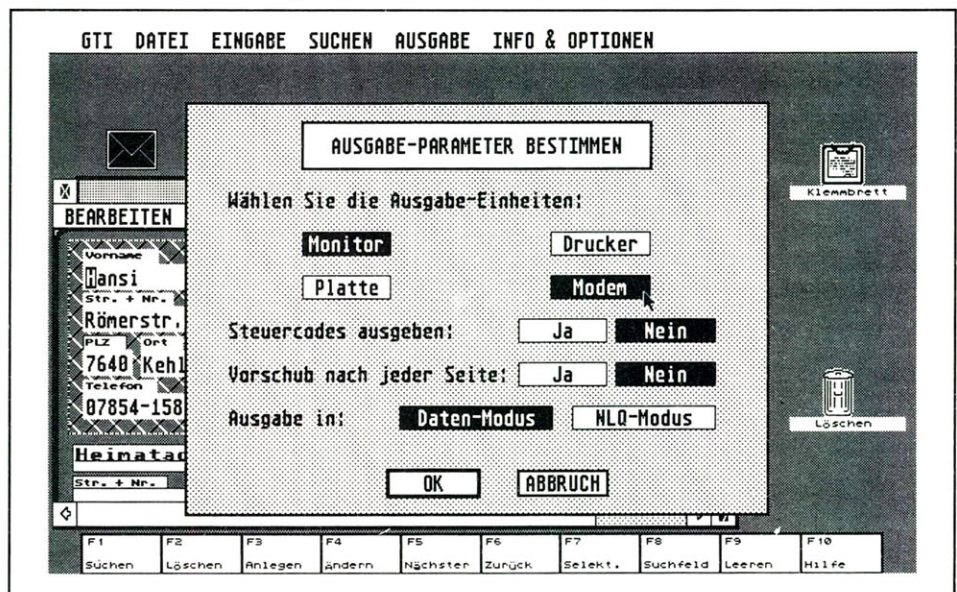 GTI DATEI EINGABE SUCHEN AUSGABE INFO & OPTIONEN
AUSGABE-PARAMETER BESTIMMEN
Wählen Sie die Ausgabe-Einheiten:
Monitor Drucker
Platte Modem
Steuercodes ausgeben: Ja Nein
Vorschub nach jeder Seite: Ja Nein
Ausgabe in: Daten-Modus NLQ-Modus
OK ABBRUCH
BEARBEITEN
Vorname
Hansi
Str. + Nr.
Römerstr.
PLZ Ort
7640 Kehl
Telefon
07854-158
Heimatad
Str. + Nr.
Klemmbrett
Löschen
F1 F2 F3 F4 F5 F6 F7 F8 F9 F10
Suchen Löschen Anlegen ändern Nächster Zurück Selekt. Suchfeld Leeren Hilfe